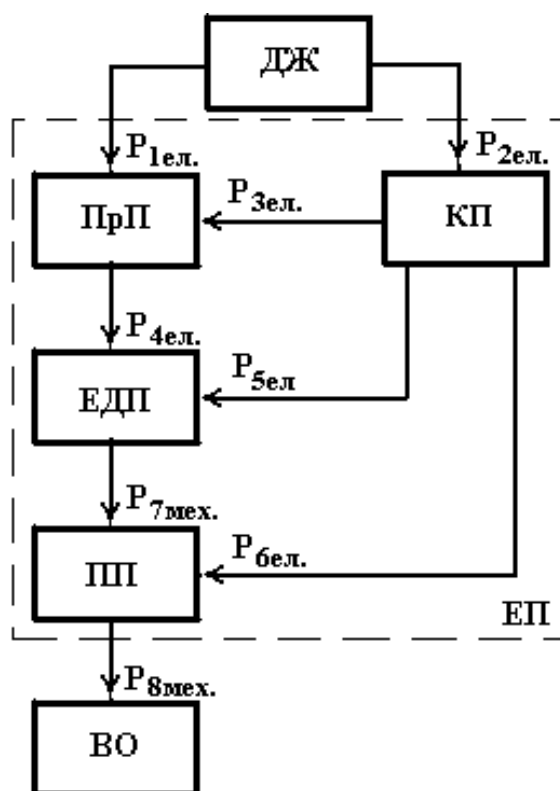 ДЖ
P1ел.
P2ел.
ПрП
P3ел.
КП
P4ел.
ЕДП
P5ел
P7мех.
ПП
P6ел.
ЕП
P8мех.
ВО